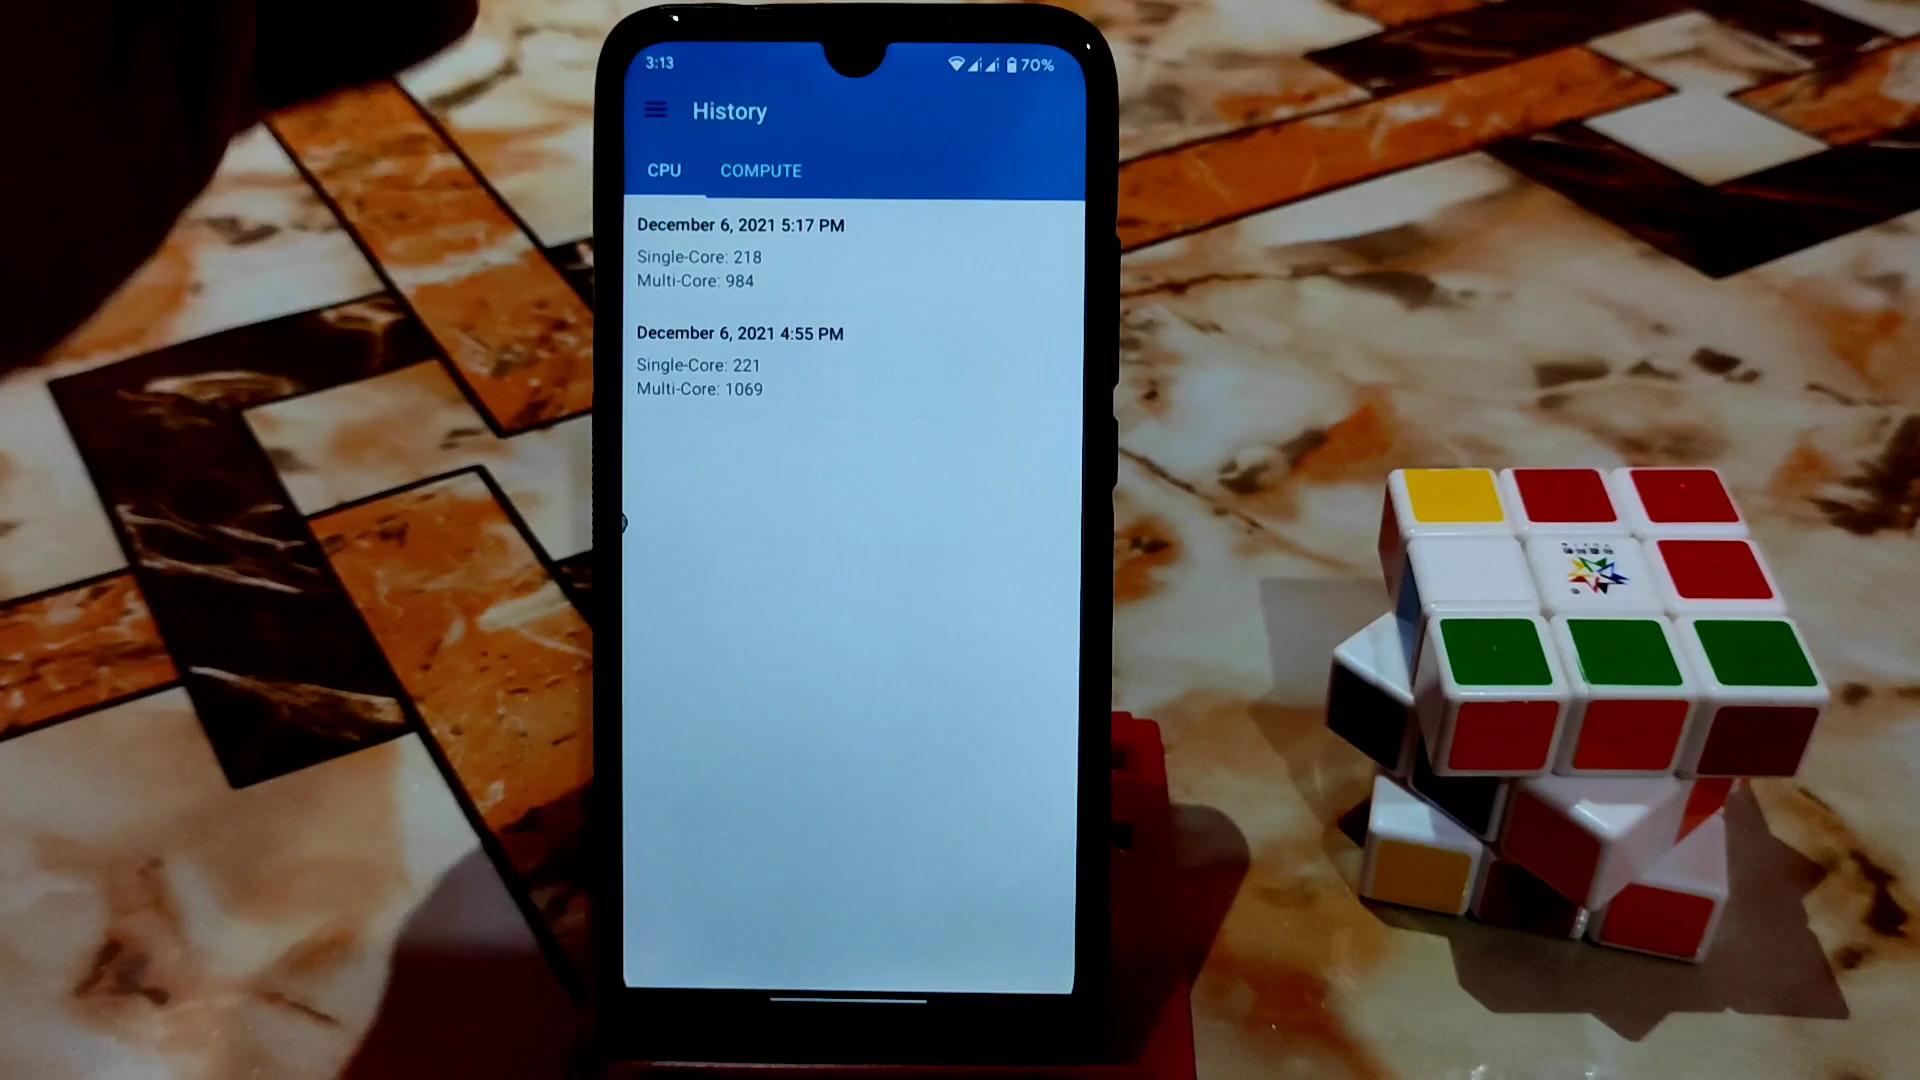 3:13
70%
History
CPU
COMPUTE
December 6, 2021 5:17 PM
Single-Core: 218
Multi-Core: 984
December 6, 2021 4:55 PM
Single-Core: 221
Multi-Core: 1069